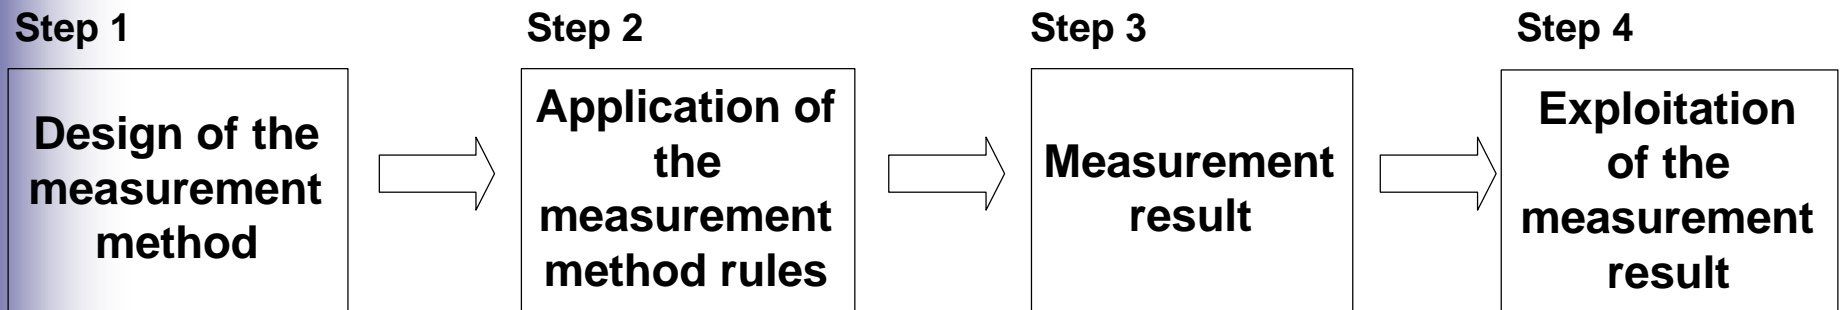 Step 1
Design of the
measurement
method
Step 2
Application of
the
measurement
method rules
Step 3
Measurement
result
Step 4
Exploitation
of the
measurement
result